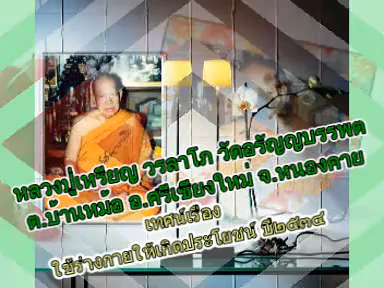 หลวงปู่เหรียญ วรลาโภ วัดอรัญญบรรพต
ต.บ้านหม้อ อ.ศรีเชียงใหม่ จ.หนองคาย
เทศน์เรื่อง
ใช้ร่างกายให้เกิดประโยชน์ ปี๒๕๓๔